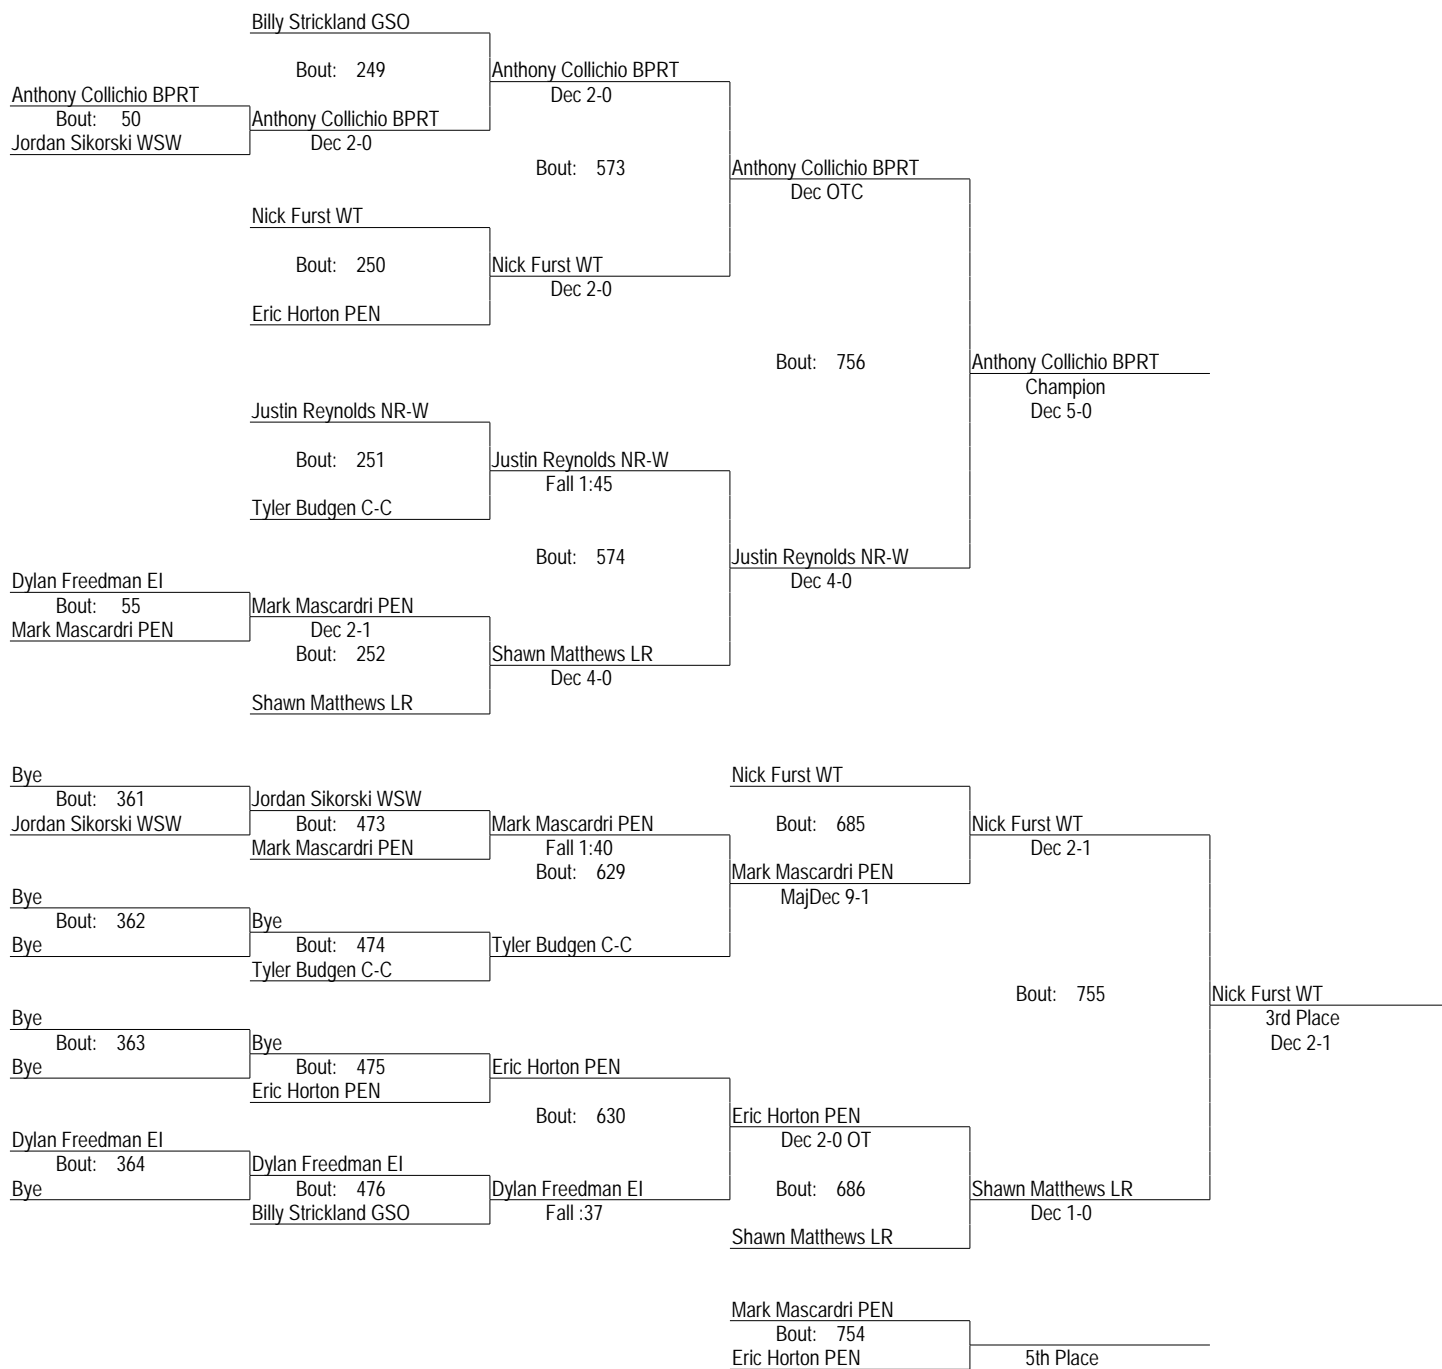 Billy Strickland GSO
Bout: 249
Anthony Collichio BPRT
Anthony Collichio BPRT
Dec 2-0
Bout: 50
Anthony Collichio BPRT
Jordan Sikorski WSW
Dec 2-0
Bout: 573
Anthony Collichio BPRT
Dec OTC
Nick Furst WT
Bout: 250
Nick Furst WT
Dec 2-0
Eric Horton PEN
Bout: 756
Anthony Collichio BPRT
Champion
Dec 5-0
Justin Reynolds NR-W
Bout: 251
Justin Reynolds NR-W
Fall 1:45
Tyler Budgen C-C
Bout: 574
Justin Reynolds NR-W
Dec 4-0
Dylan Freedman EI
Bout: 55
Mark Mascardri PEN
Mark Mascardri PEN
Dec 2-1
Bout: 252
Shawn Matthews LR
Dec 4-0
Shawn Matthews LR
Bye
Nick Furst WT
Bout: 361
Jordan Sikorski WSW
Jordan Sikorski WSW
Bout: 473
Mark Mascardri PEN
Bout: 685
Nick Furst WT
Mark Mascardri PEN
Fall 1:40
Dec 2-1
Bout: 629
Mark Mascardri PEN
MajDec 9-1
Bye
Bout: 362
Bye
Bye
Bout: 474
Tyler Budgen C-C
Tyler Budgen C-C
Bout: 755
Nick Furst WT
3rd Place
Dec 2-1
Bye
Bout: 363
Bye
Bye
Bout: 475
Eric Horton PEN
Eric Horton PEN
Bout: 630
Eric Horton PEN
Dec 2-0 OT
Dylan Freedman EI
Bout: 364
Dylan Freedman EI
Bye
Bout: 476
Dylan Freedman EI
Bout: 686
Shawn Matthews LR
Billy Strickland GSO
Fall :37
Dec 1-0
Shawn Matthews LR
Mark Mascardri PEN
Bout: 754
Eric Horton PEN
5th Place